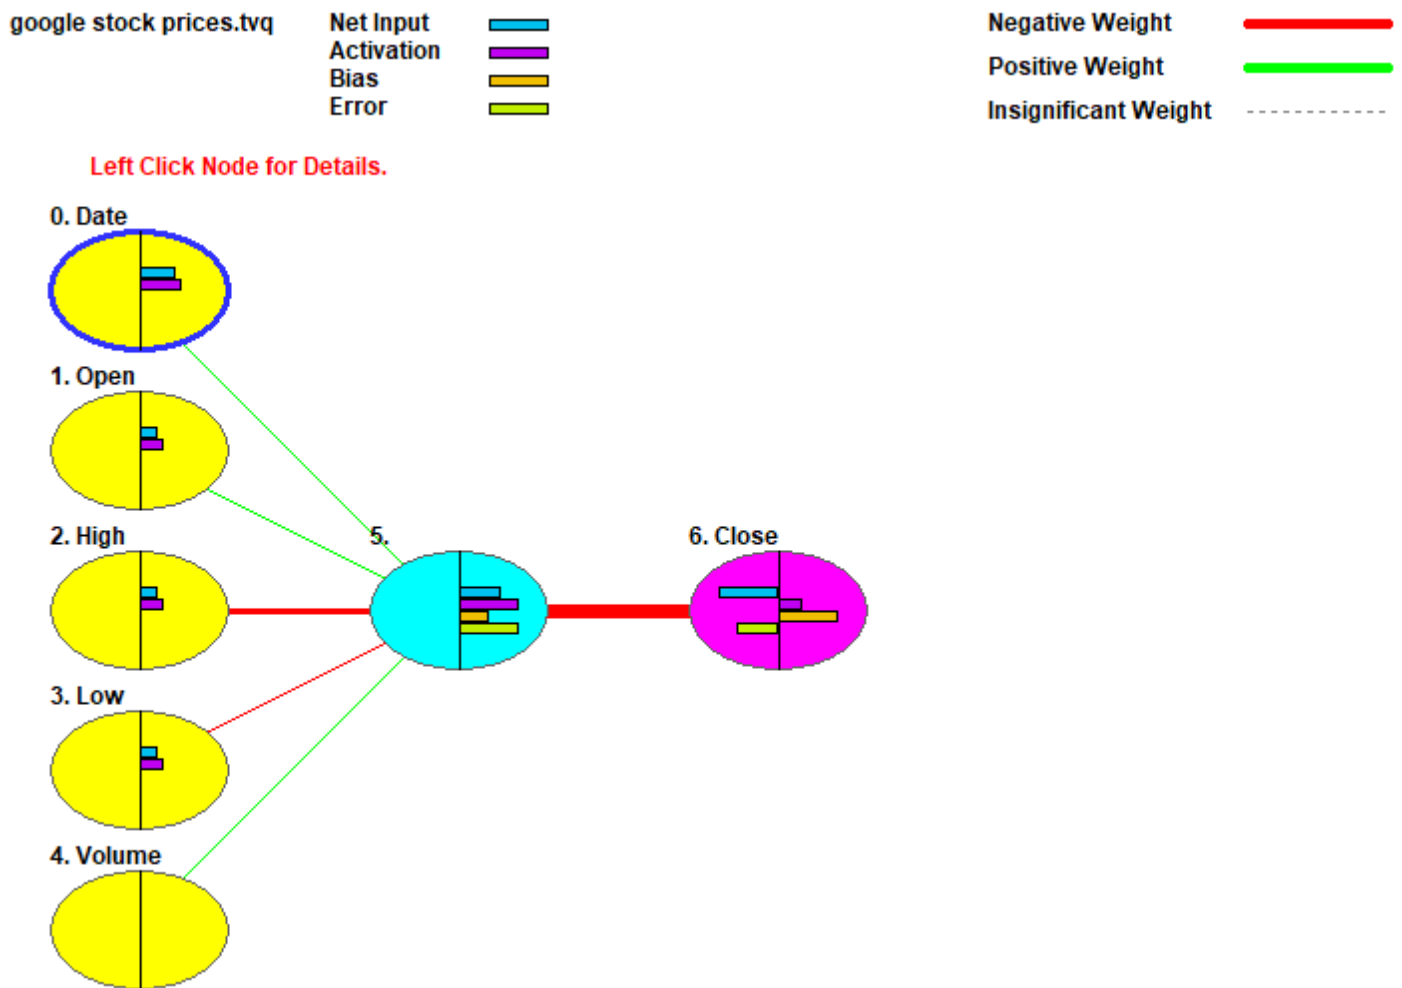 google stock prices.tvq
Net Input
Activation
Bias
Error
Negative Weight
Positive Weight
Insignificant Weight
Left Click Node for Details.
0. Date
1. Open
2. High
5.
6. Close
3. Low
4. Volume